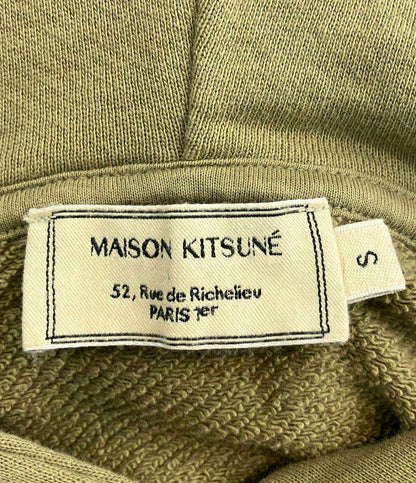 MAISON KITSUNÉ
52, Rue de Richelieu
PARIS 1er
S